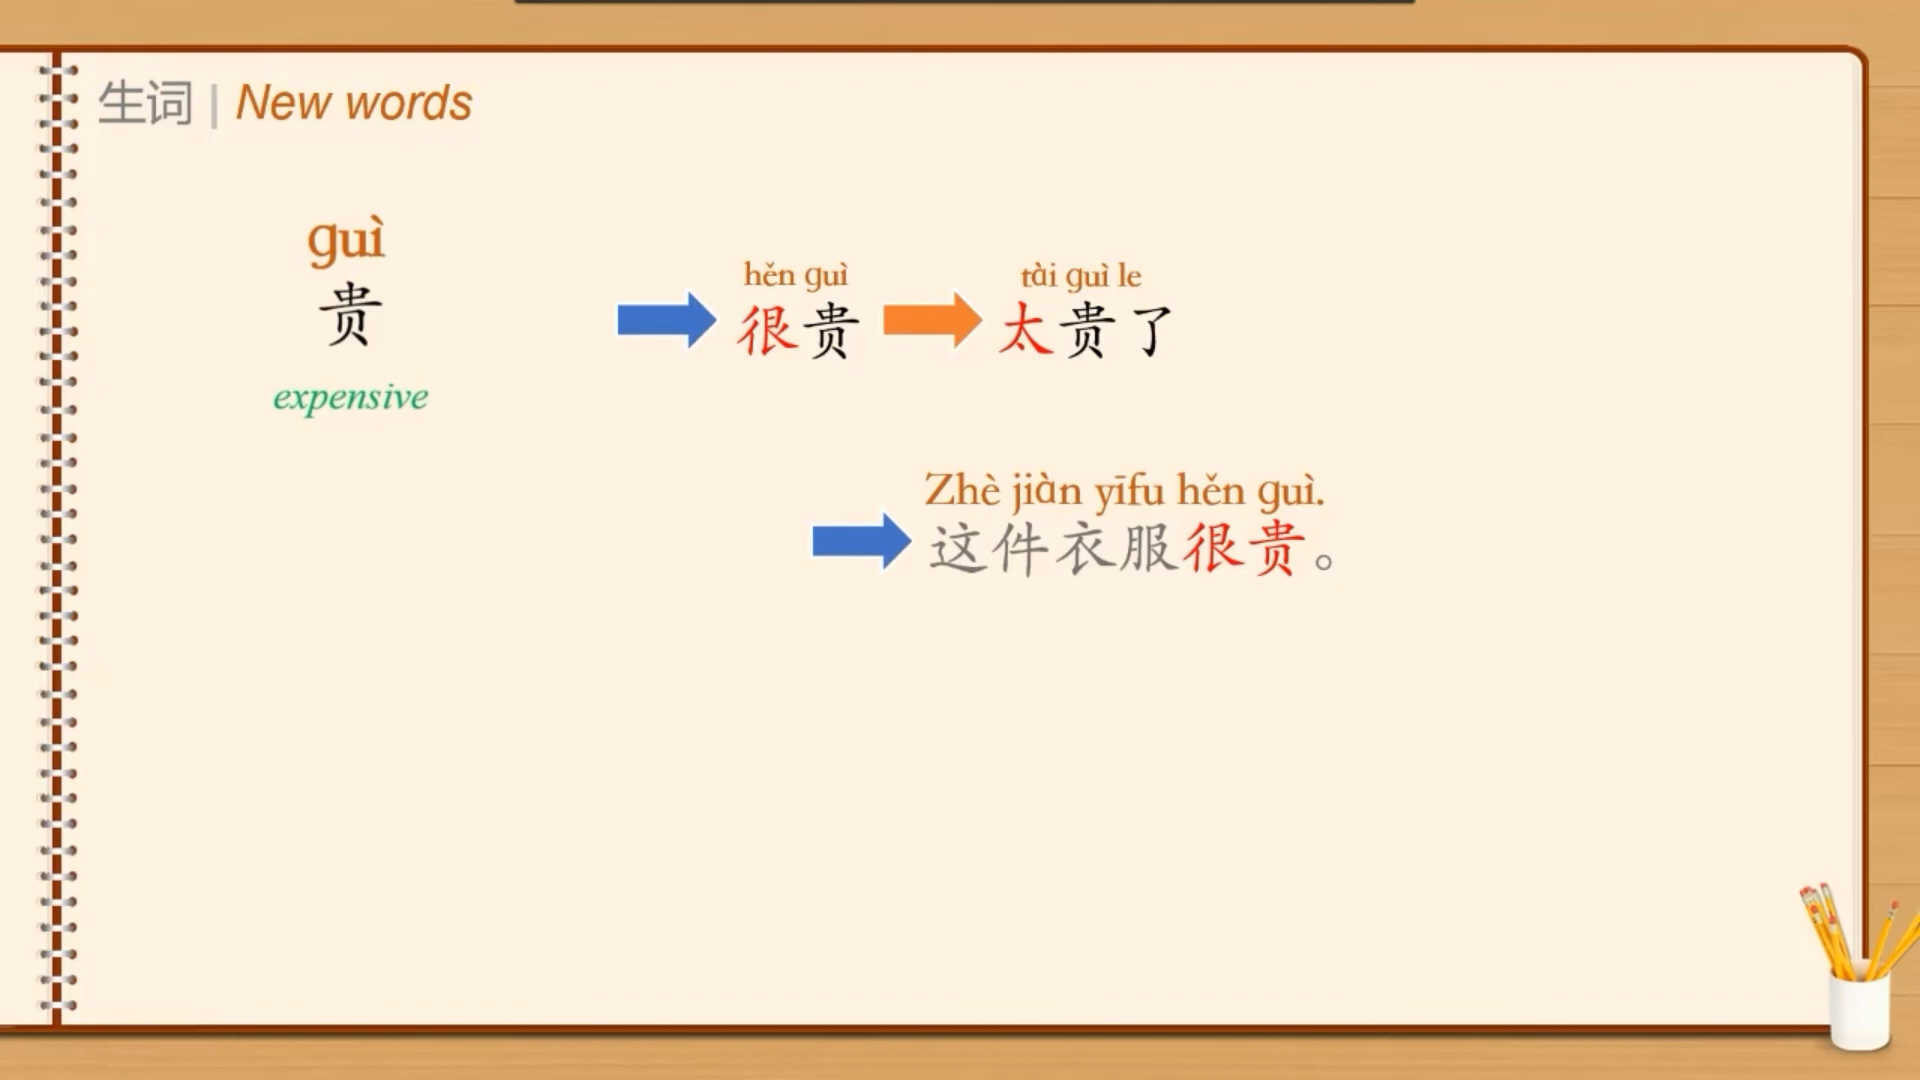 生词 | New words
guì
贵
expensive
hěn guì
很贵
tài guì le
太贵了
Zhè jiàn yīfu hěn guì.
这件衣服很贵。